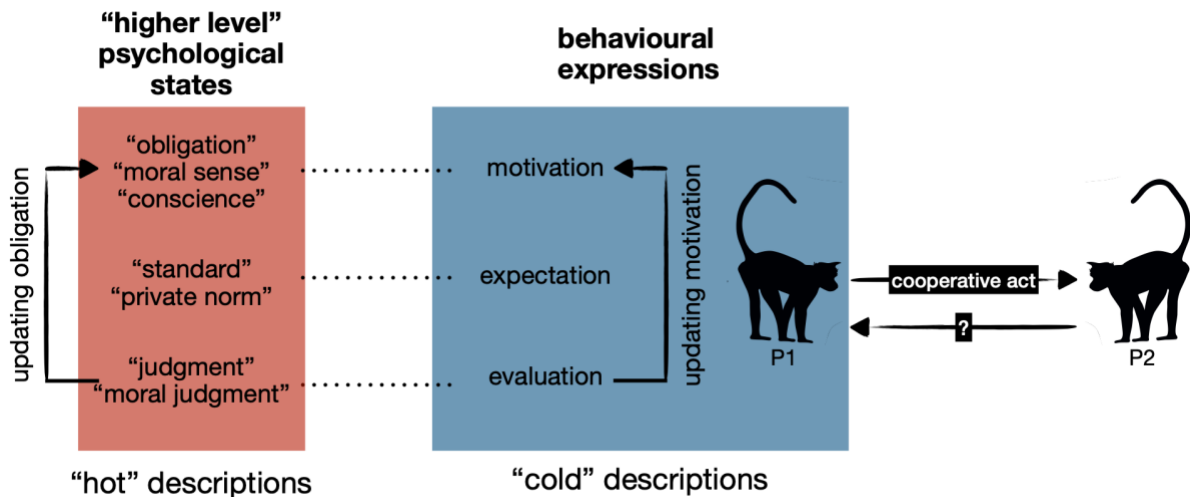 “higher level”
psychological
states
behavioural
expressions
updating obligation
“obligation”
“moral sense”
“conscience”
“standard”
“private norm”
“judgment”
“moral judgment”
motivation
expectation
evaluation
updating motivation
cooperative act
?
P1
P2
“hot” descriptions
“cold” descriptions